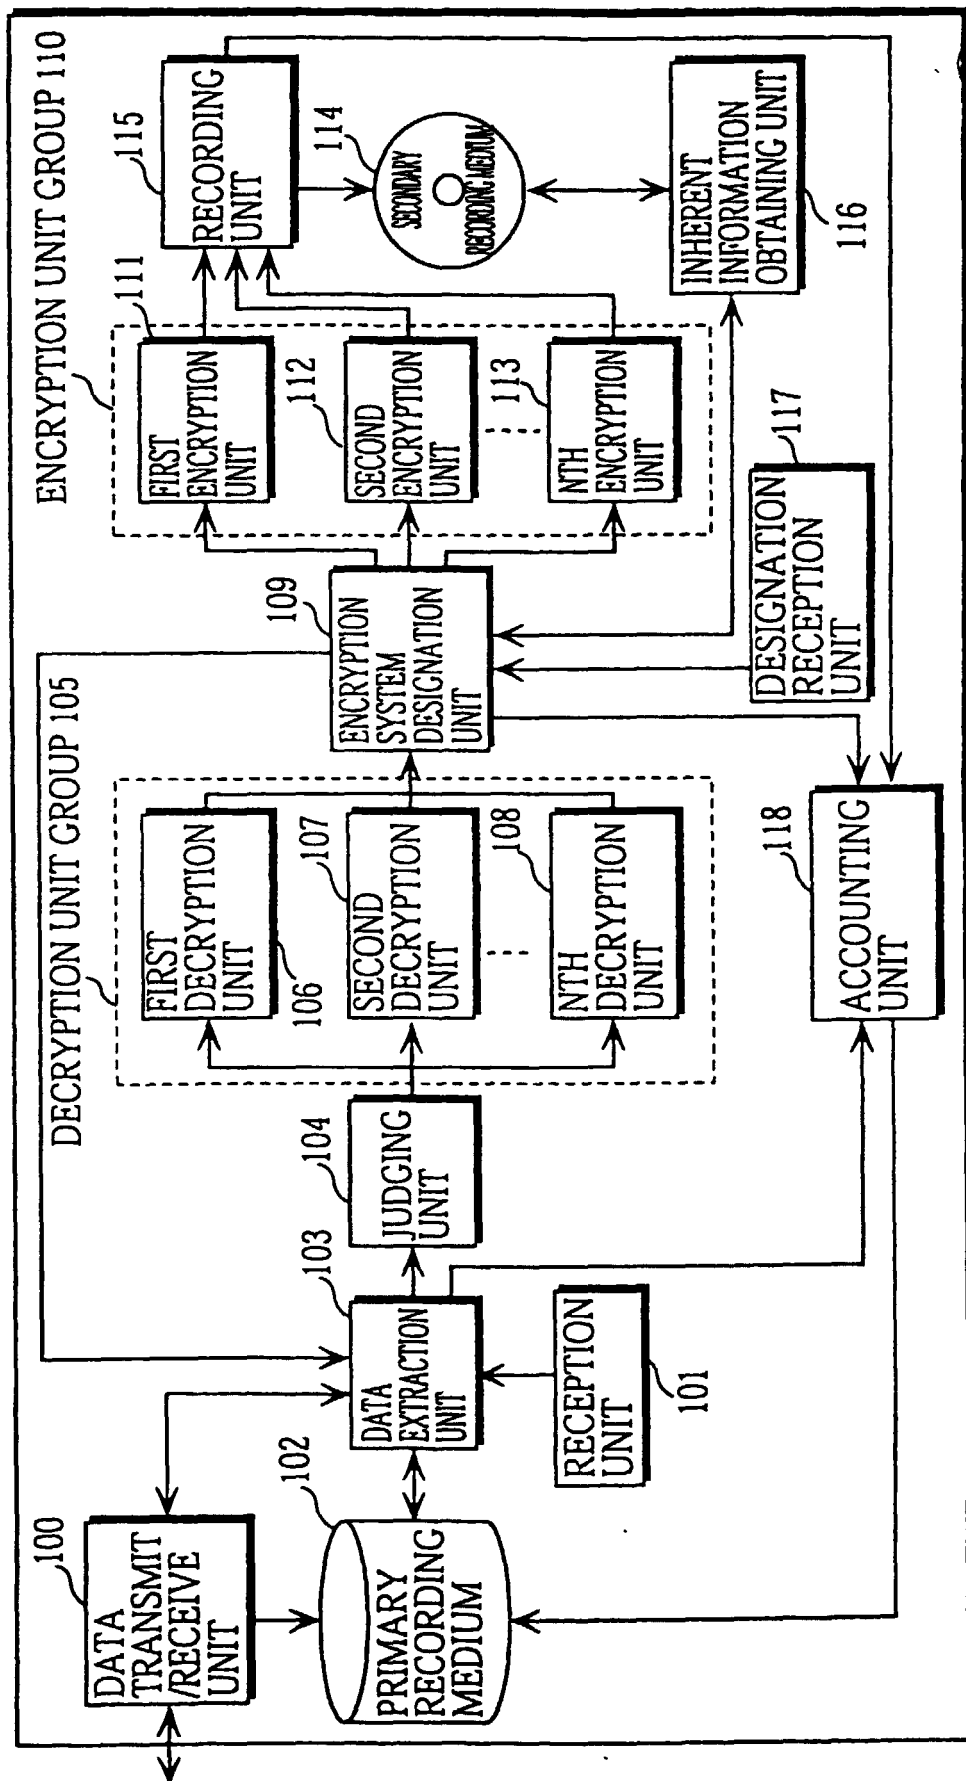 100
DATA
TRANSMIT
/RECEIVE
UNIT
102
PRIMARY
RECORDING
MEDIUM
103
DATA
EXTRACTION
UNIT
RECEPTION
UNIT
101
104
JUDGING
UNIT
DECRYPTION UNIT GROUP 105
FIRST
DECRYPTION
UNIT
106
107
SECOND
DECRYPTION
UNIT
108
NTH
DECRYPTION
UNIT
118
ACCOUNTING
UNIT
109
ENCRYPTION
SYSTEM
DESIGNATION
UNIT
117
DESIGNATION
RECEPTION
UNIT
ENCRYPTION UNIT GROUP 110
111
FIRST
ENCRYPTION
UNIT
112
SECOND
ENCRYPTION
UNIT
113
NTH
ENCRYPTION
UNIT
115
RECORDING
UNIT
114
SECONDARY
RECORDING MEDIUM
INHERENT
INFORMATION
OBTAINING UNIT
116